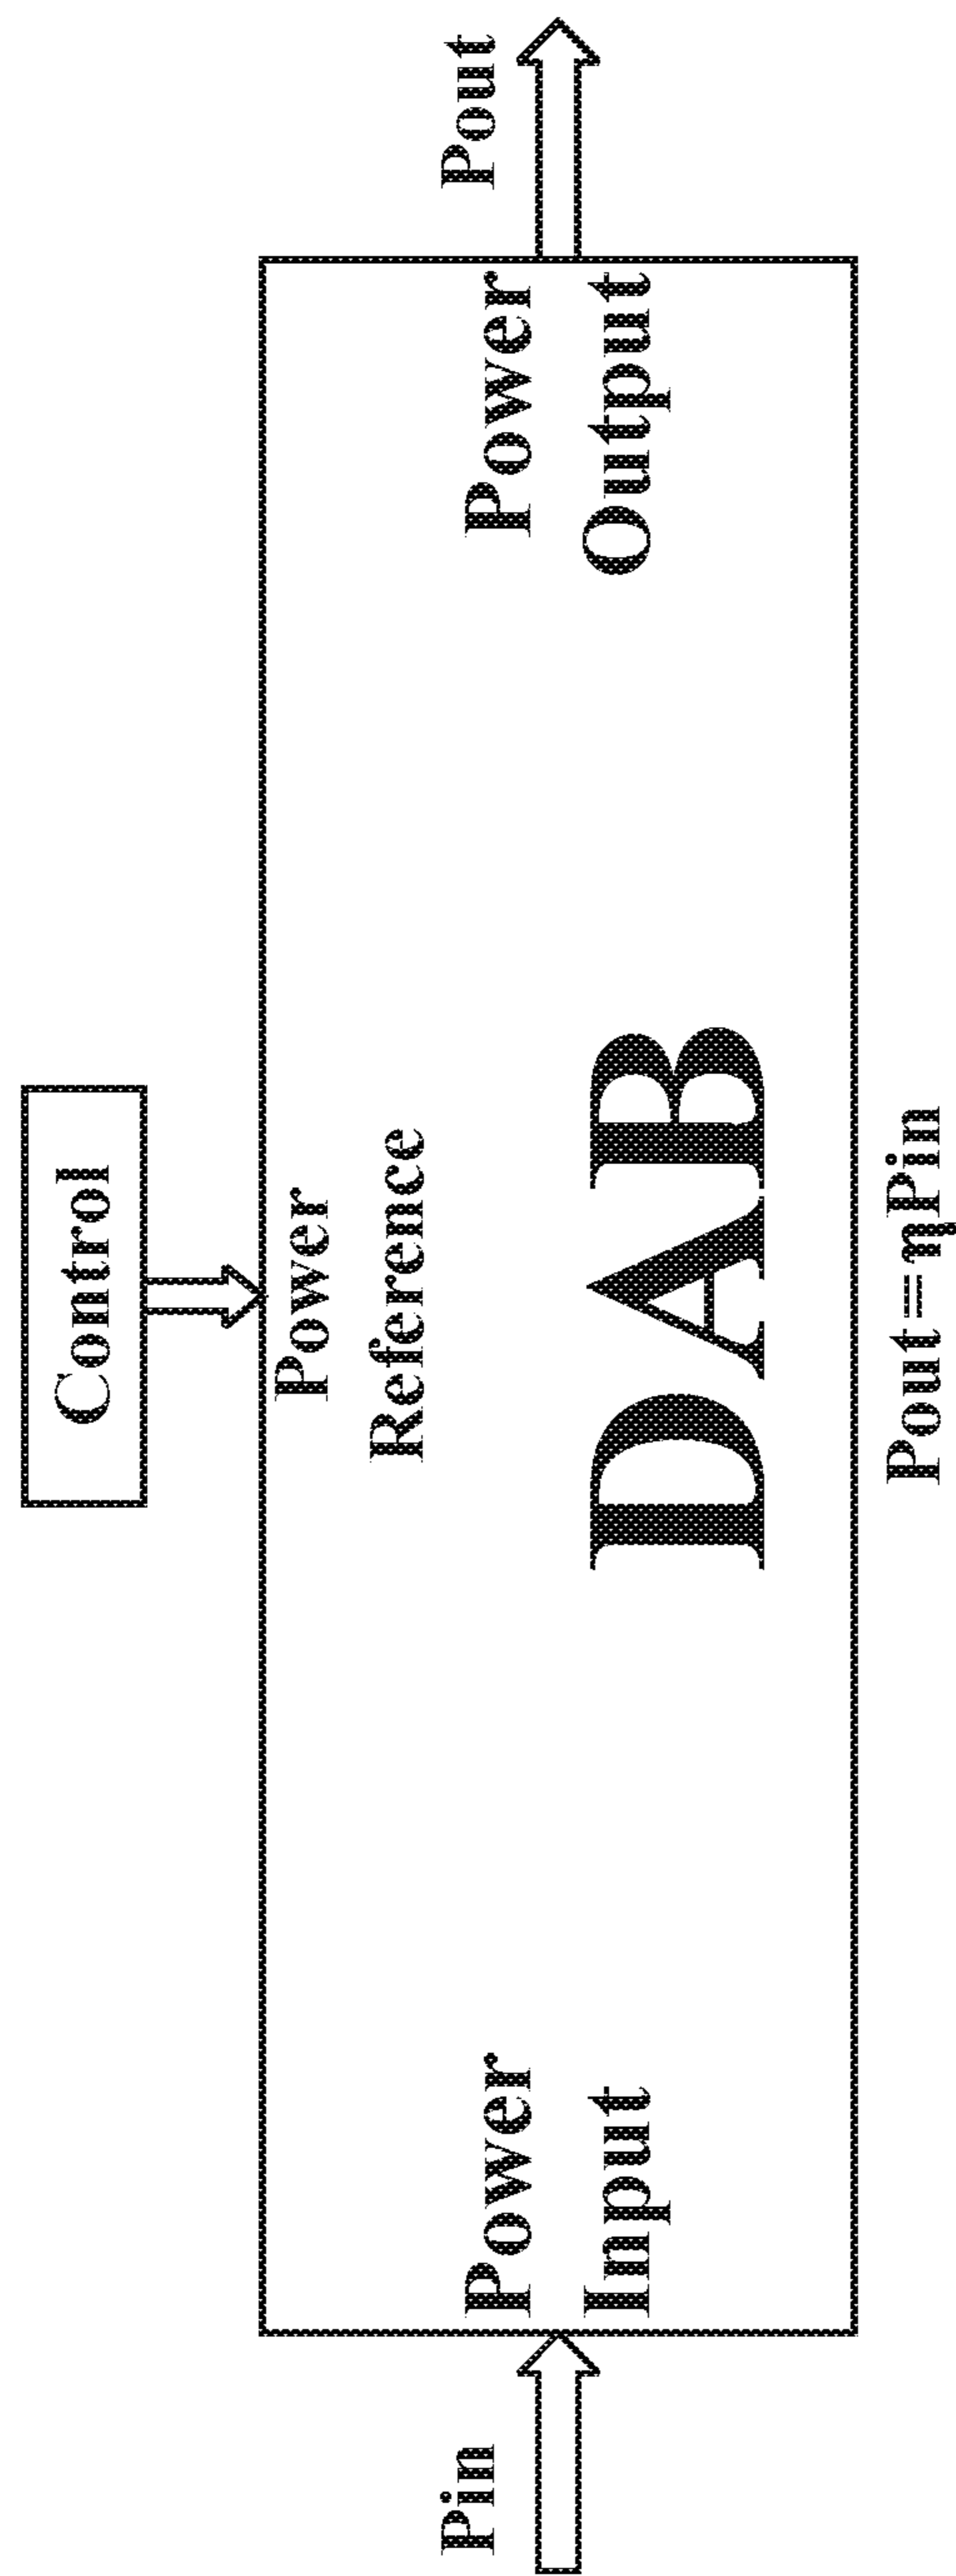 Control
Pin
Power
Input
Power
Reference
DAB
Power
Output
Pout
Pout=ηPin